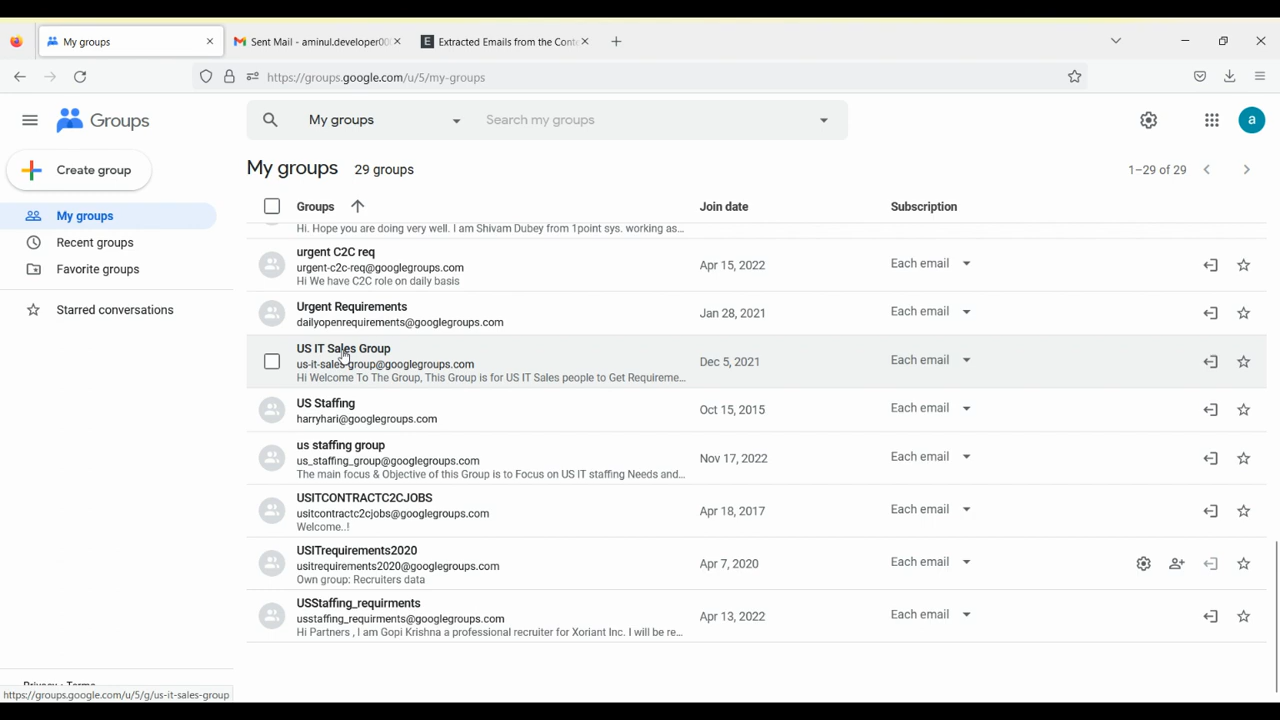 My groups
Sent Mail - aminul.developer00
Extracted Emails from the Conte
https://groups.google.com/u/5/my-groups
Groups
My groups
Search my groups
a
Create group
My groups 29 groups
1–29 of 29
My groups
Recent groups
Favorite groups
Starred conversations
Groups
Join date
Subscription
Hi. Hope you are doing very well. I am Shivam Dubey from 1point sys. working as...
urgent C2C req
urgent-c2c-req@googlegroups.com
Hi We have C2C role on daily basis
Apr 15, 2022
Each email
Urgent Requirements
dailyopenrequirements@googlegroups.com
Jan 28, 2021
Each email
US IT Sales Group
us-it-sales-group@googlegroups.com
Hi Welcome To The Group, This Group is for US IT Sales people to Get Requireme...
Dec 5, 2021
Each email
US Staffing
harryhari@googlegroups.com
Oct 15, 2015
Each email
us staffing group
us_staffing_group@googlegroups.com
The main focus & Objective of this Group is to Focus on US IT staffing Needs and...
Nov 17, 2022
Each email
USITCONTRACTC2CJOBS
usitcontractc2cjobs@googlegroups.com
Welcome..!
Apr 18, 2017
Each email
USITrequirements2020
usitrequirements2020@googlegroups.com
Own group: Recruiters data
Apr 7, 2020
Each email
USStaffing_requirments
usstaffing_requirments@googlegroups.com
Hi Partners , I am Gopi Krishna a professional recruiter for Xoriant Inc. I will be re...
Apr 13, 2022
Each email
Privacy · Terms
https://groups.google.com/u/5/g/us-it-sales-group